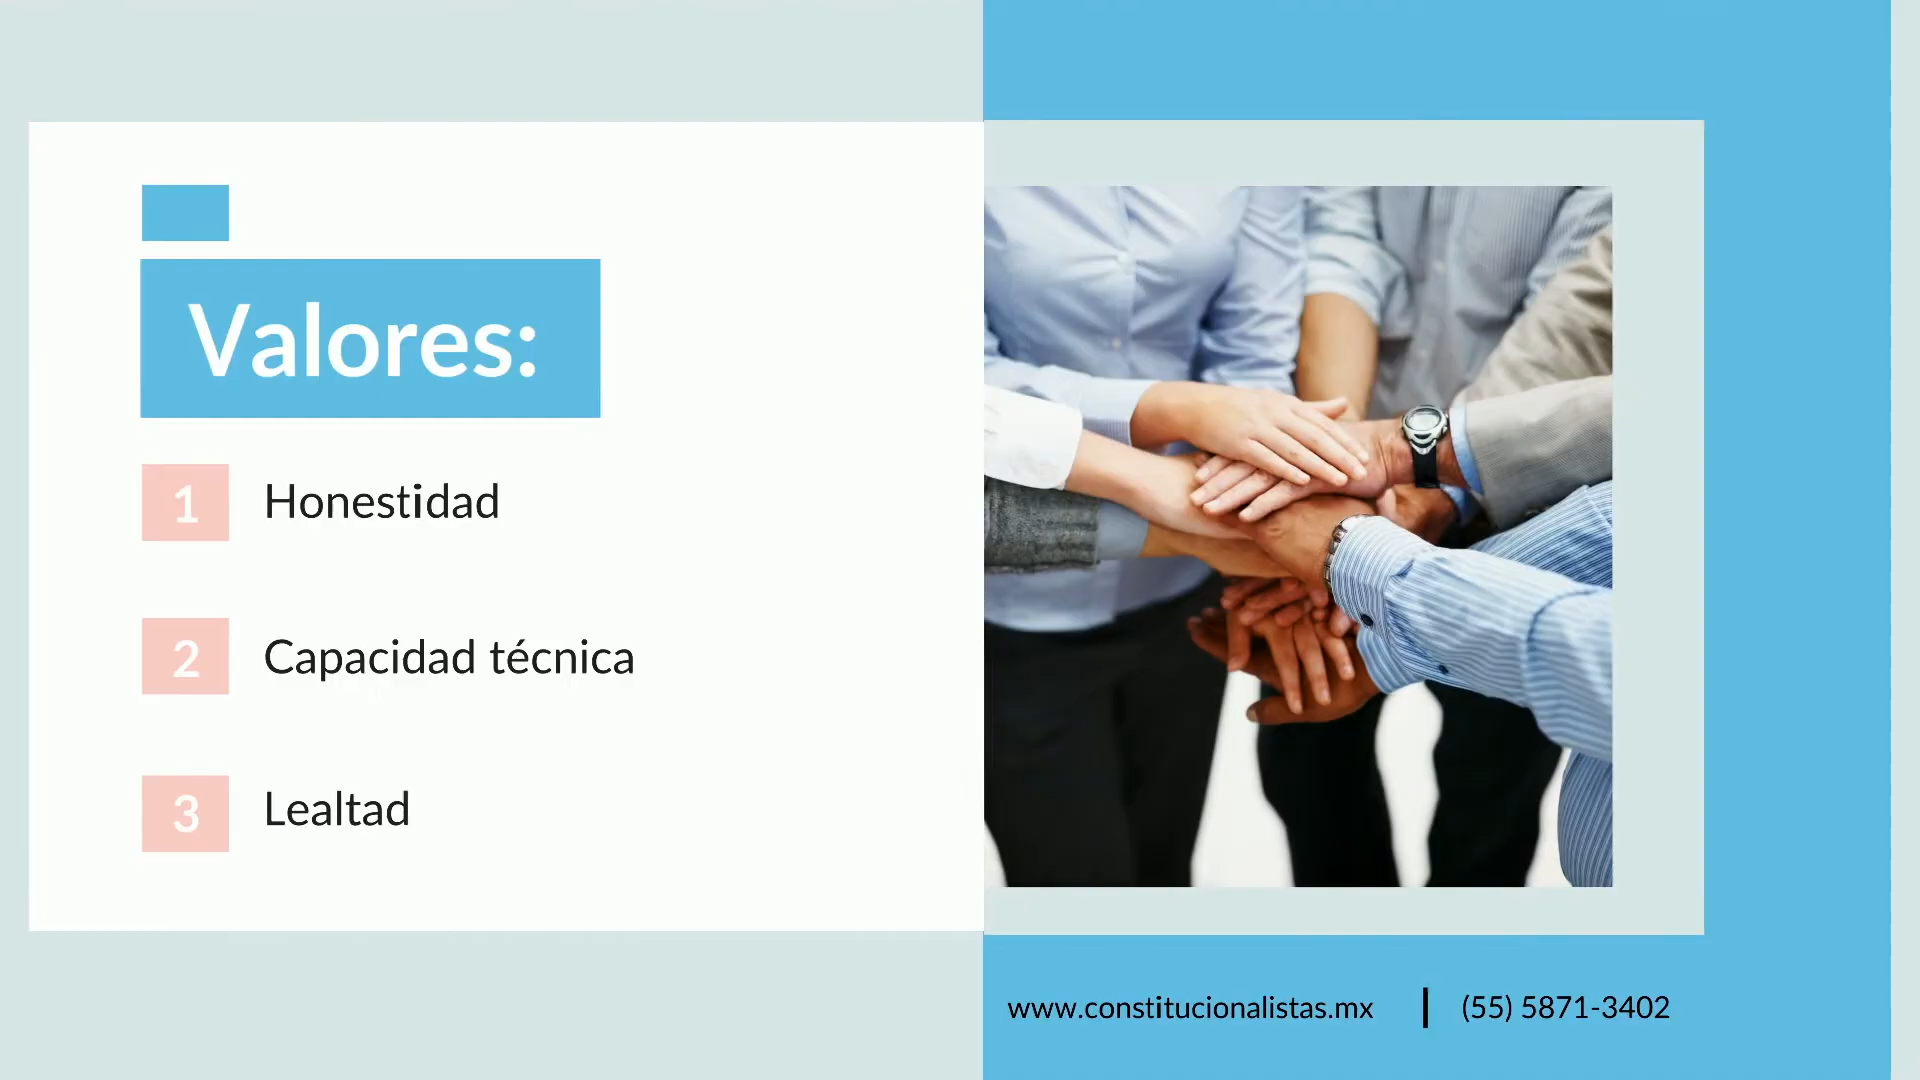 Valores:
1 Honestidad
2 Capacidad técnica
3 Lealtad
www.constitucionalistas.mx | (55) 5871-3402